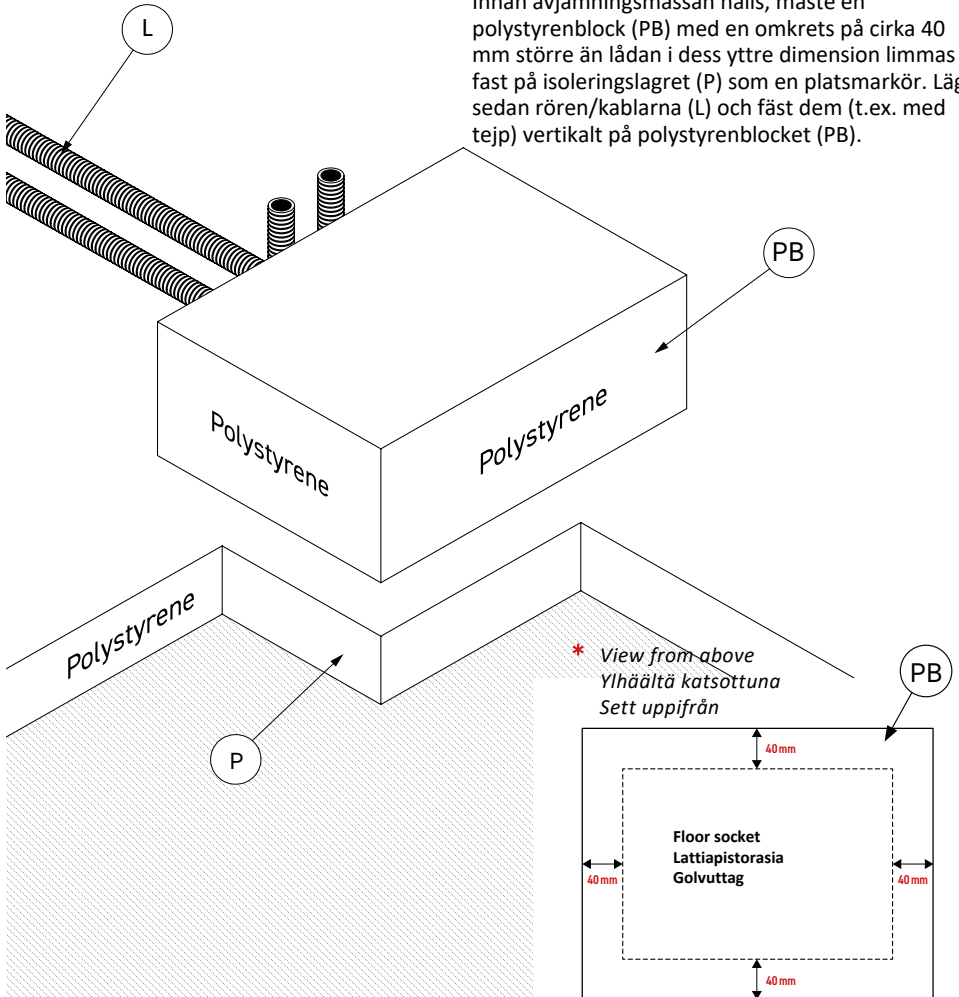 innan avjämningsmassan hälls, måste en
polystyrenblock (PB) med en omkrets på cirka 40
mm större än lådan i dess yttre dimension limmas
fast på isoleringslagret (P) som en platsmarkör. Läg
sedan rören/kablarna (L) och fäst dem (t.ex. med
tejp) vertikalt på polystyrenblocket (PB).
L
PB
Polystyrene
Polystyrene
Polystyrene
P
* View from above
Ylhäältä katsottuna
Sett uppifrån
PB
40 mm
Floor socket
Lattiapistorasia
Golvuttag
40 mm
40 mm
40 mm